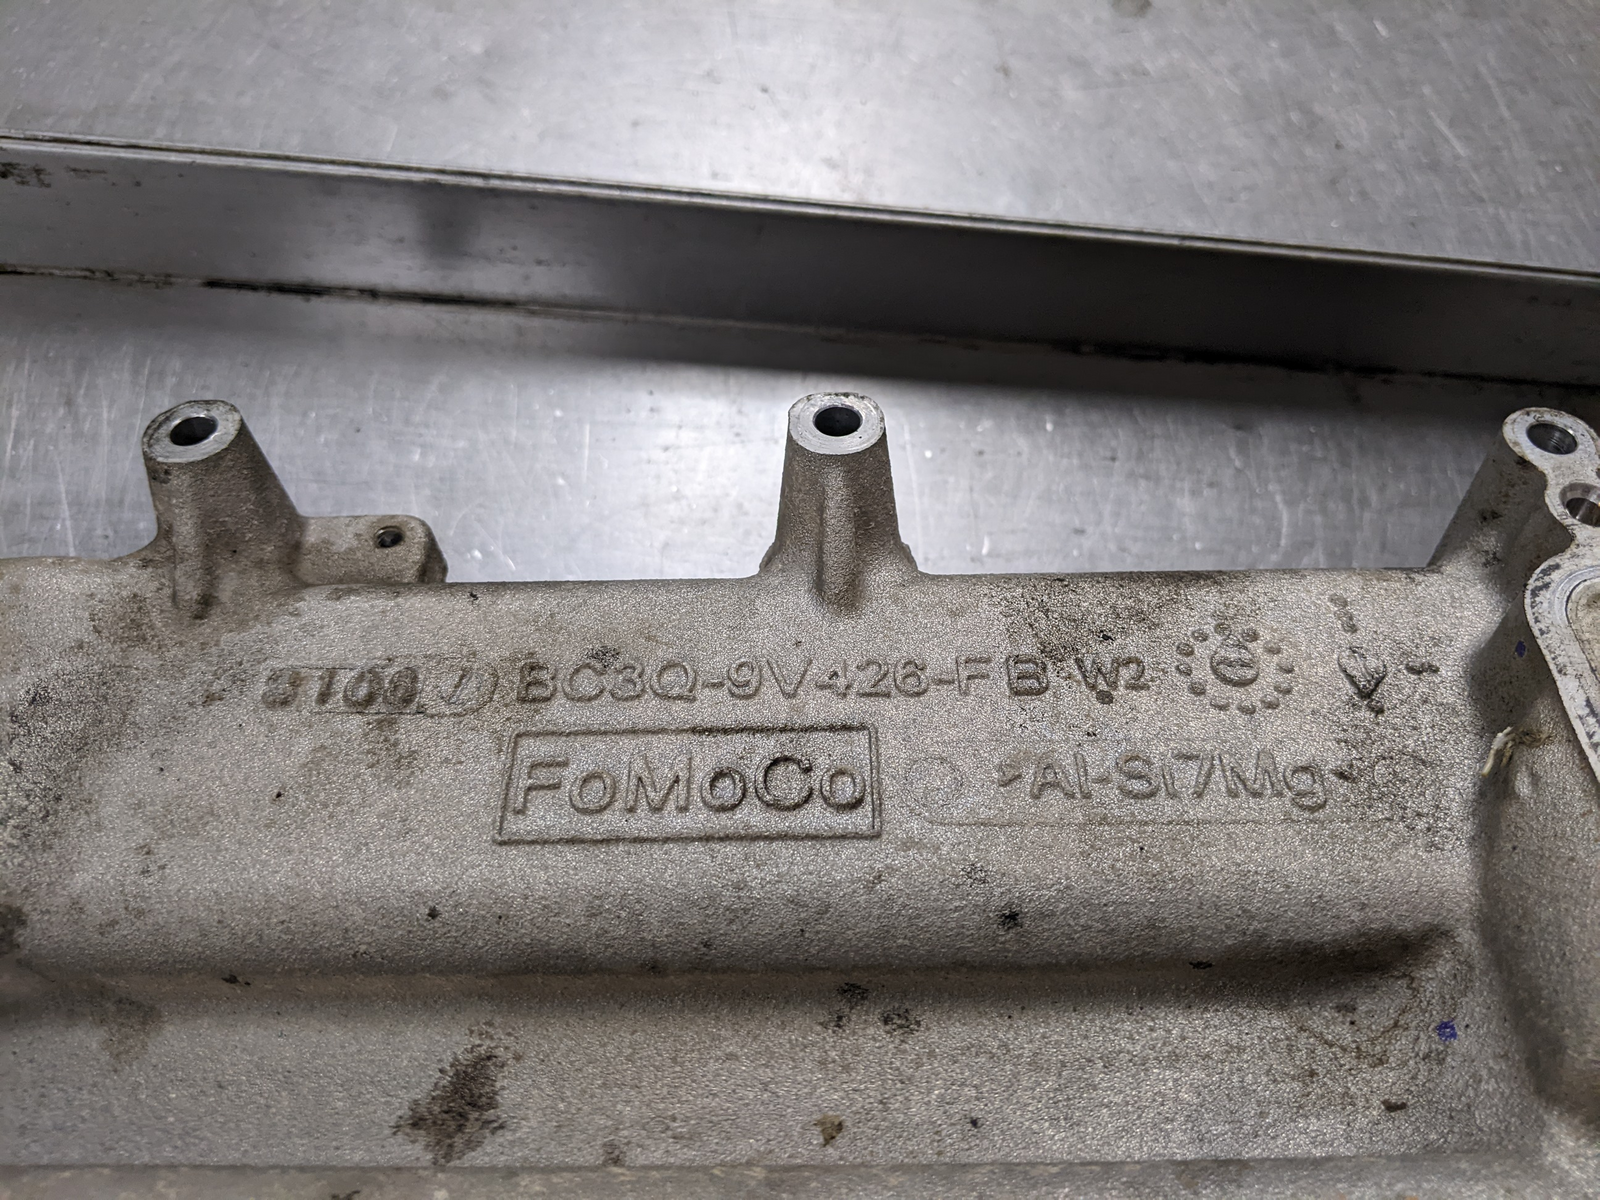 BC3Q-9V426-FB W2
FoMoCo
>Al-Si7Mg<